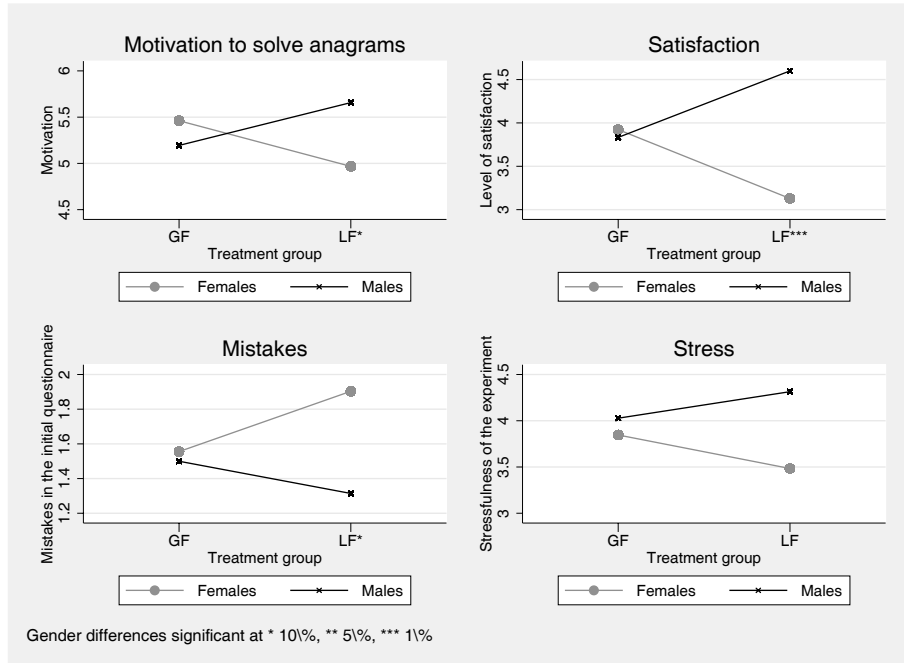 Motivation to solve anagrams
Motivation
6
5.5
5
4.5
GF
LF*
Treatment group
Females
Males
Satisfaction
Level of satisfaction
4.5
4
3.5
3
GF
LF***
Treatment group
Females
Males
Mistakes
Mistakes in the initial questionnaire
2
1.8
1.6
1.4
1.2
GF
LF*
Treatment group
Females
Males
Stress
Stressfulness of the experiment
4.5
4
3.5
3
GF
LF
Treatment group
Females
Males
Gender differences significant at * 10\%, ** 5\%, *** 1\%